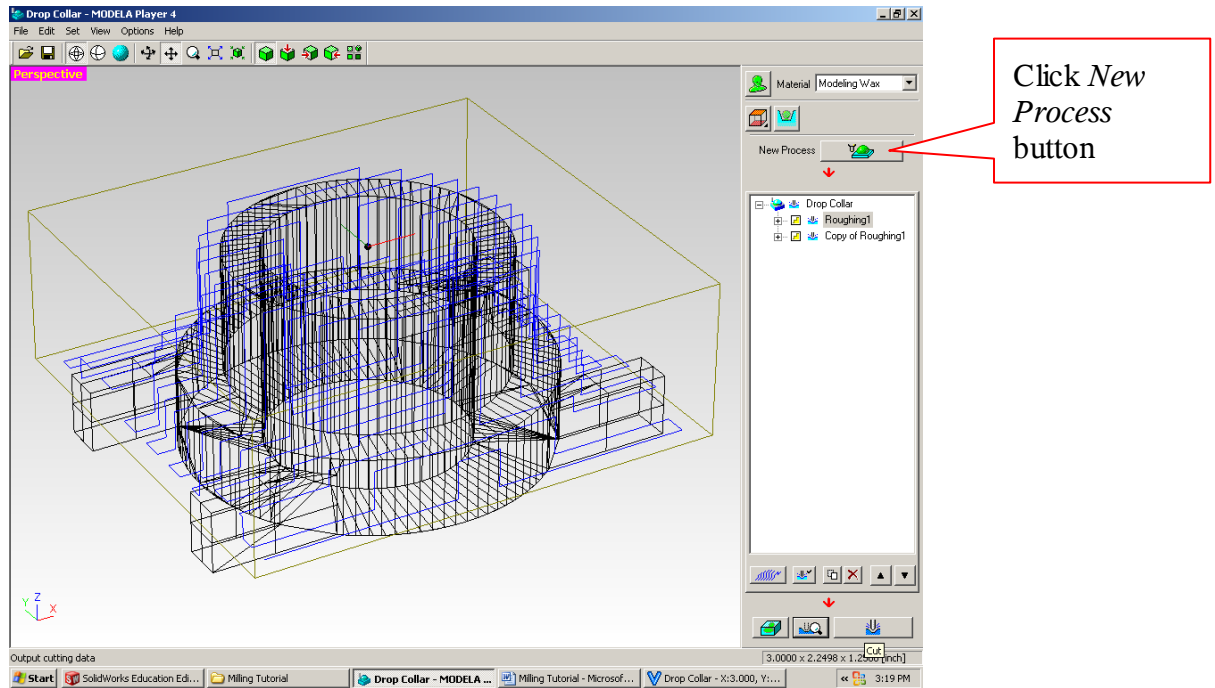 Drop Collar - MODELA Player 4
File Edit Set View Options Help
Perspective
Material Modeling Wax
New Process
Drop Collar
Roughing1
Copy of Roughing1
Click New
Process
button
Z
Y
X
Cut
Output cutting data
3.0000 x 2.2498 x [inch]
Start SolidWorks Education Edi... Milling Tutorial Drop Collar - MODELA ... Milling Tutorial - Microsof... Drop Collar - X:3.000, Y:... « 3:19 PM